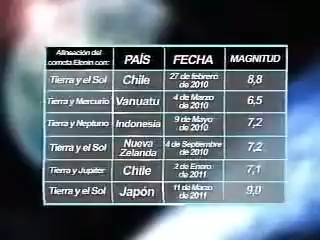 Alineación del cometa Elenin con: PAÍS FECHA MAGNITUD
Tierra y el Sol Chile 27 de febrero de 2010 8,8
Tierra y Mercurio Vanuatu 4 de Marzo de 2010 6,5
Tierra y Neptuno Indonesia 9 de Mayo de 2010 7,2
Tierra y el Sol Nueva Zelanda 4 de Septiembre de 2010 7,2
Tierra y Jupiter Chile 2 de Enero de 2011 7,1
Tierra y el Sol Japón 11 de Marzo de 2011 9,0